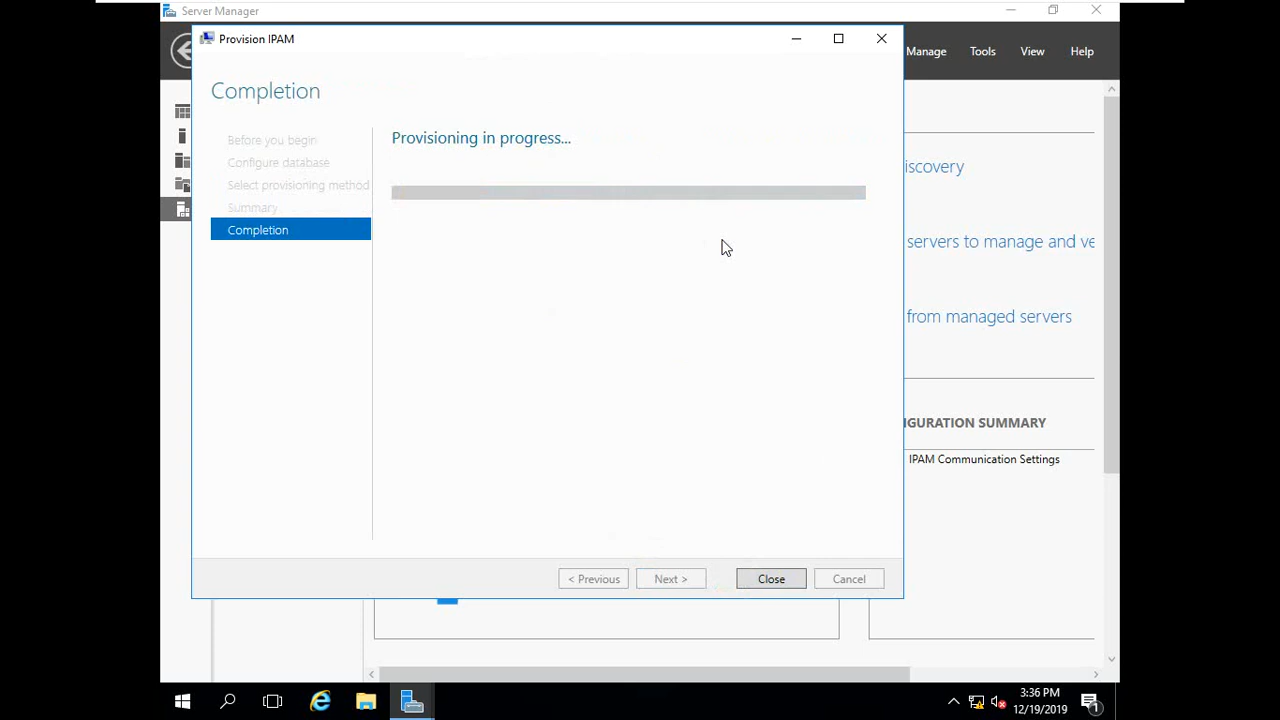 Server Manager
Provision IPAM
Manage Tools View Help
Completion
Before you begin
Configure database
Select provisioning method
Summary
Completion
Provisioning in progress...
iscovery
servers to manage and ve
from managed servers
IGURATION SUMMARY
IPAM Communication Settings
< Previous Next > Close Cancel
3:36 PM
12/19/2019
1